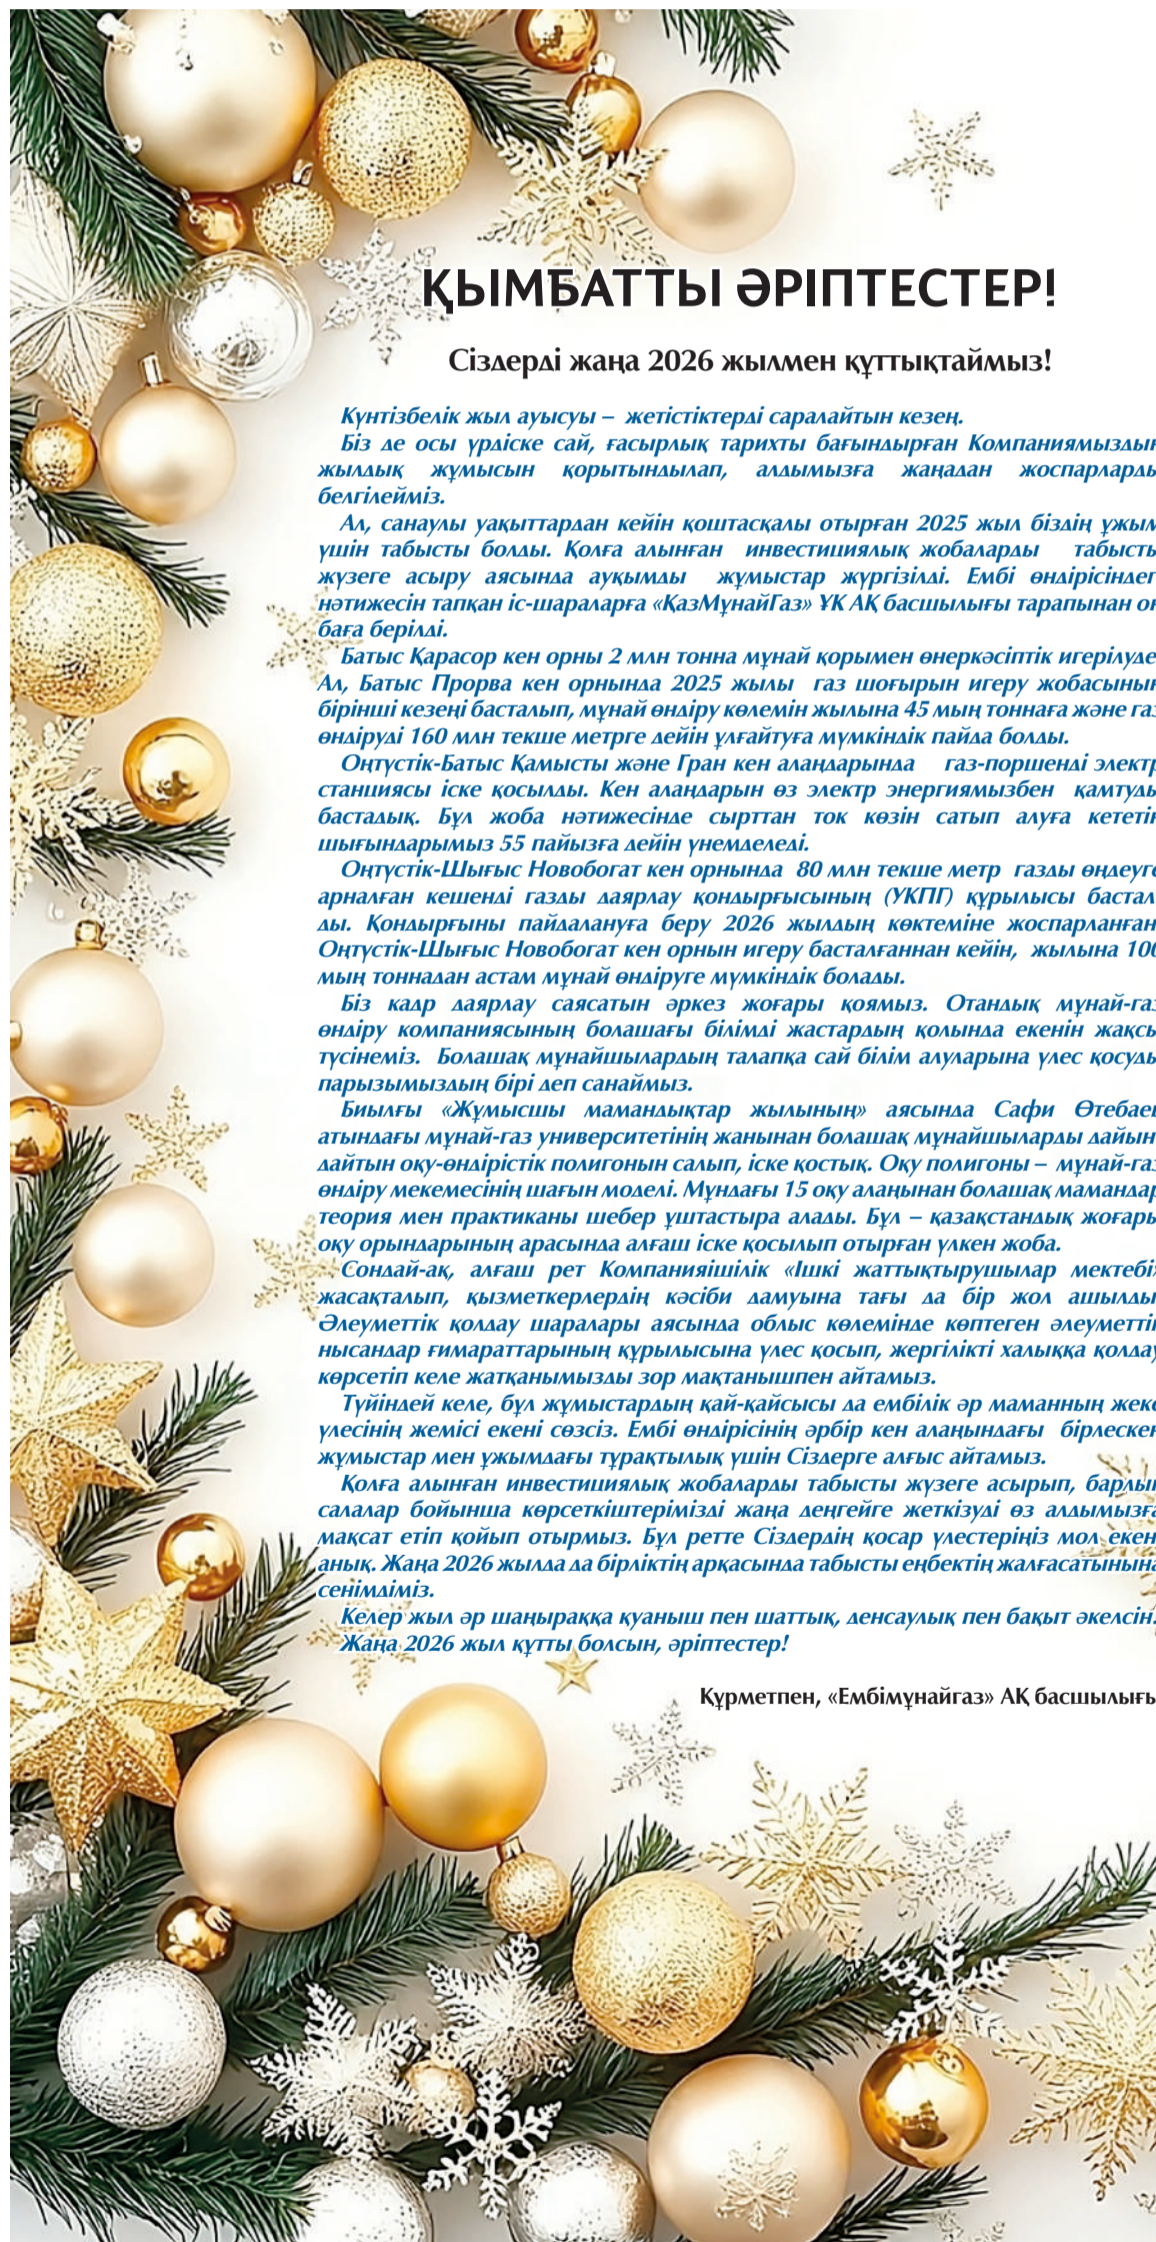 ҚЫМБАТТЫ ӘРІПТЕСТЕР!
Сіздерді жаңа 2026 жылмен құттықтаймыз!
Күнтізбелік жыл ауысуы – жетістіктерді саралайтын кезең.
Біз де осы үрдіске сай, ғасырлық тарихты бағындырған Компаниямыздың
жылдық жұмысын қорытындылап, алдымызға жаңадан жоспарларды
белгілейміз.
Ал, санаулы уақыттардан кейін қоштасқалы отырған 2025 жыл біздің ұжым
үшін табысты болды. Қолға алынған инвестициялық жобаларды табысты
жүзеге асыру аясында ауқымды жұмыстар жүргізілді. Ембі өндірісіндегі
нәтижесін тапқан іс-шараларға «ҚазМұнайГаз» ҰК АҚ басшылығы тарапынан оң
баға берілді.
Батыс Қарасор кен орны 2 млн тонна мұнай қорымен өнеркәсіптік игерілуде.
Ал, Батыс Прорва кен орнында 2025 жылы газ шоғырын игеру жобасының
бірінші кезеңі басталып, мұнай өндіру көлемін жылына 45 мың тоннаға және газ
өндіруді 160 млн текше метрге дейін ұлғайтуға мүмкіндік пайда болды.
Оңтүстік-Батыс Қамысты және Гран кен алаңдарында газ-поршенді электр
станциясы іске қосылды. Кен алаңдарын өз электр энергиямызбен қамтуды
бастадық. Бұл жоба нәтижесінде сырттан ток көзін сатып алуға кететін
шығындарымыз 55 пайызға дейін үнемделеді.
Оңтүстік-Шығыс Новобогат кен орнында 80 млн текше метр газды өңдеуге
арналған кешенді газды даярлау қондырғысының (УКПГ) құрылысы бастал-
ды. Қондырғыны пайдалануға беру 2026 жылдың көктеміне жоспарланған.
Оңтүстік-Шығыс Новобогат кен орнын игеру басталғаннан кейін, жылына 100
мың тоннадан астам мұнай өндіруге мүмкіндік болады.
Біз кадр даярлау саясатын әркез жоғары қоямыз. Отандық мұнай-газ
өндіру компаниясының болашағы білімді жастардың қолында екенін жақсы
түсінеміз. Болашақ мұнайшылардың талапқа сай білім алуларына үлес қосуды
парызымыздың бірі деп санаймыз.
Биылғы «Жұмысшы мамандықтар жылының» аясында Сафи Өтебаев
атындағы мұнай-газ университетінің жанынан болашақ мұнайшыларды дайын-
дайтын оқу-өндірістік полигонын салып, іске қостық. Оқу полигоны – мұнай-газ
өндіру мекемесінің шағын моделі. Мұндағы 15 оқу алаңынан болашақ мамандар
теория мен практиканы шебер ұштастыра алады. Бұл – қазақстандық жоғары
оқу орындарының арасында алғаш іске қосылып отырған үлкен жоба.
Сондай-ақ, алғаш рет Компанияішілік «Ішкі жаттықтырушылар мектебі»
жасақталып, қызметкерлердің кәсіби дамуына тағы да бір жол ашылды.
Әлеуметтік қолдау шаралары аясында облыс көлемінде көптеген әлеуметтік
нысандар ғимараттарының құрылысына үлес қосып, жергілікті халыққа қолдау
көрсетіп келе жатқанымызды зор мақтанышпен айтамыз.
Түйіндей келе, бұл жұмыстардың қай-қайсысы да ембілік әр маманның жеке
үлесінің жемісі екені сөзсіз. Ембі өндірісінің әрбір кен алаңындағы бірлескен
жұмыстар мен ұжымдағы тұрақтылық үшін Сіздерге алғыс айтамыз.
Қолға алынған инвестициялық жобаларды табысты жүзеге асырып, барлық
салалар бойынша көрсеткіштерімізді жаңа деңгейге жеткізуді өз алдымызға
мақсат етіп қойып отырмыз. Бұл ретте Сіздердің қосар үлестеріңіз мол екені
анық. Жаңа 2026 жылда да бірліктің арқасында табысты еңбектің жалғасатынына
сенімдіміз.
Келер жыл әр шаңыраққа қуаныш пен шаттық, денсаулық пен бақыт әкелсін.
Жаңа 2026 жыл құтты болсын, әріптестер!
Құрметпен, «Ембімұнайгаз» АҚ басшылығы